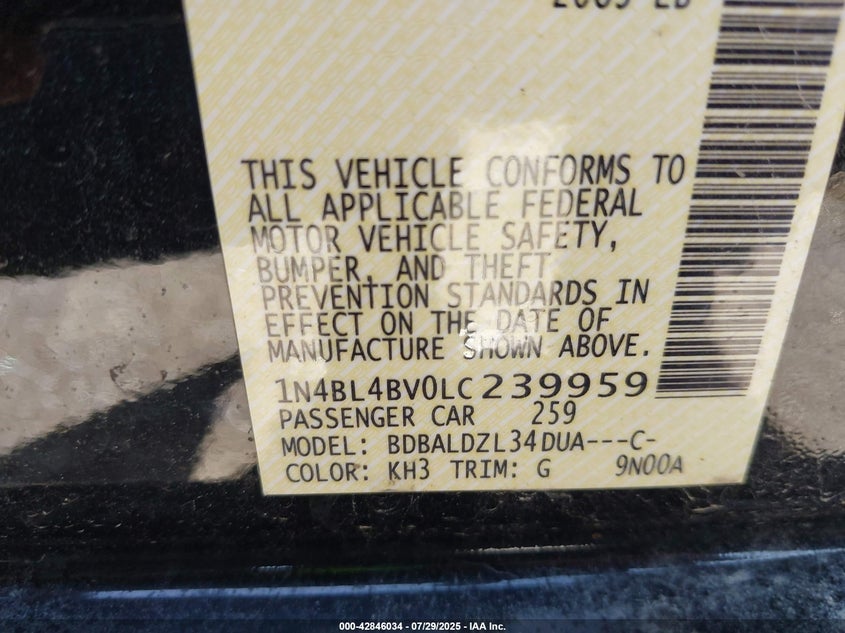 THIS VEHICLE CONFORMS TO
ALL APPLICABLE FEDERAL
MOTOR VEHICLE SAFETY,
BUMPER, AND THEFT
PREVENTION STANDARDS IN
EFFECT ON THE DATE OF
MANUFACTURE SHOWN ABOVE.
1N4BL4BV0LC239959
PASSENGER CAR 259
MODEL: BDBALDZL34DUA---C-
COLOR: KH3 TRIM: G 9N00A
000-42846034 / 07/29/2025 - IAA Inc.